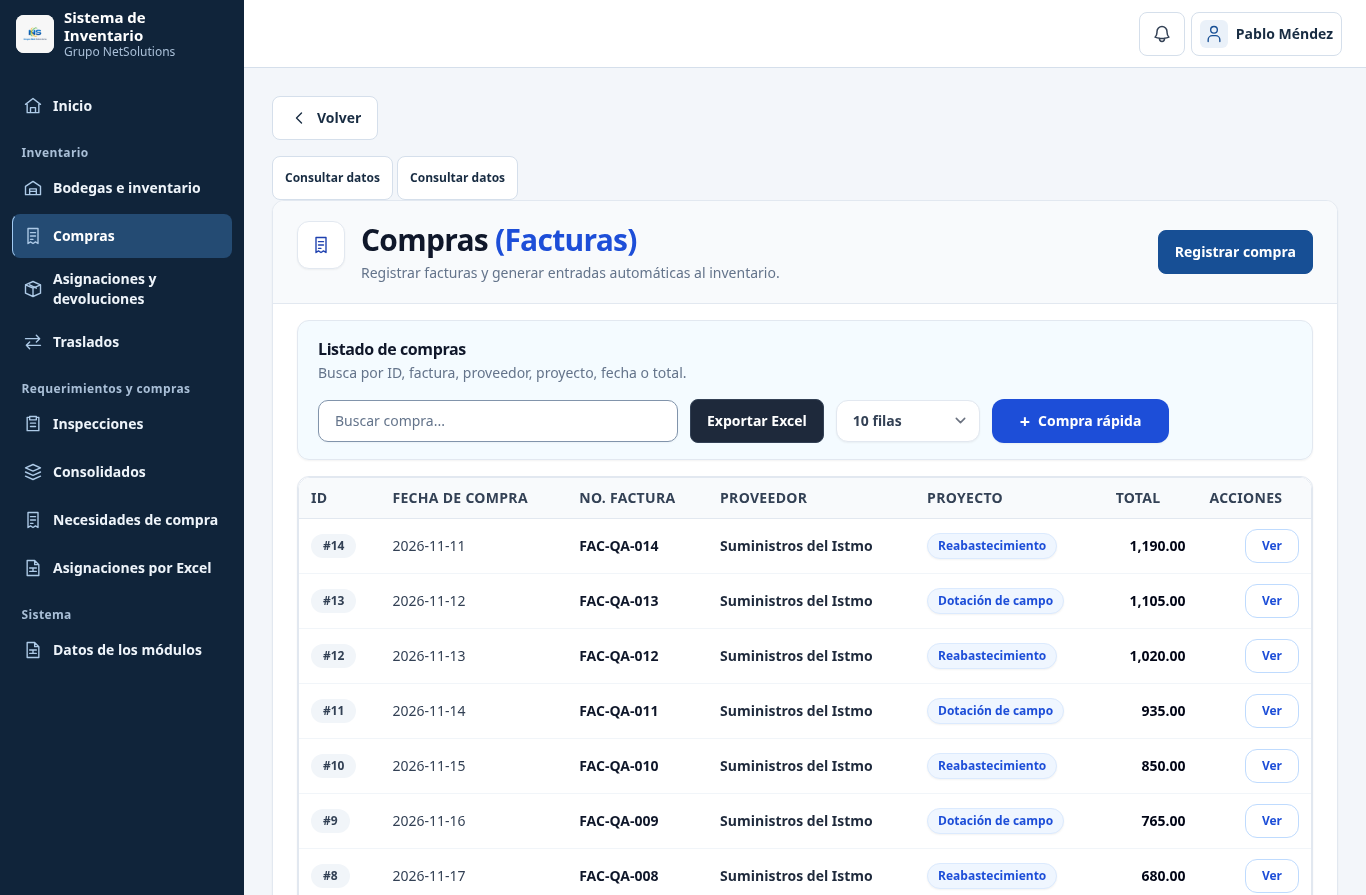 Sistema de
Inventario
Grupo NetSolutions
Inicio
Inventario
Bodegas e inventario
Compras
Asignaciones y
devoluciones
Traslados
Requerimientos y compras
Inspecciones
Consolidados
Necesidades de compra
Asignaciones por Excel
Sistema
Datos de los módulos
Pablo Méndez
Volver
Consultar datos Consultar datos
Compras (Facturas)
Registrar facturas y generar entradas automáticas al inventario.
Registrar compra
Listado de compras
Busca por ID, factura, proveedor, proyecto, fecha o total.
Buscar compra... Exportar Excel 10 filas + Compra rápida
ID FECHA DE COMPRA NO. FACTURA PROVEEDOR PROYECTO TOTAL ACCIONES
#14 2026-11-11 FAC-QA-014 Suministros del Istmo Reabastecimiento 1,190.00 Ver
#13 2026-11-12 FAC-QA-013 Suministros del Istmo Dotación de campo 1,105.00 Ver
#12 2026-11-13 FAC-QA-012 Suministros del Istmo Reabastecimiento 1,020.00 Ver
#11 2026-11-14 FAC-QA-011 Suministros del Istmo Dotación de campo 935.00 Ver
#10 2026-11-15 FAC-QA-010 Suministros del Istmo Reabastecimiento 850.00 Ver
#9 2026-11-16 FAC-QA-009 Suministros del Istmo Dotación de campo 765.00 Ver
#8 2026-11-17 FAC-QA-008 Suministros del Istmo Reabastecimiento 680.00 Ver